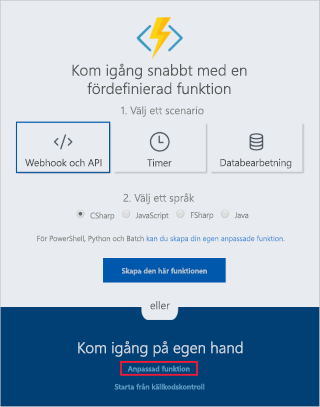 Kom igång snabbt med en
fördefinierad funktion
1. Välj ett scenario
Webhook och API
Timer
Databearbetning
2. Välj ett språk
CSharp JavaScript FSharp Java
För PowerShell, Python och Batch kan du skapa din egen anpassade funktion.
Skapa den här funktionen
eller
Kom igång på egen hand
Anpassad funktion
Starta från källkodskontroll